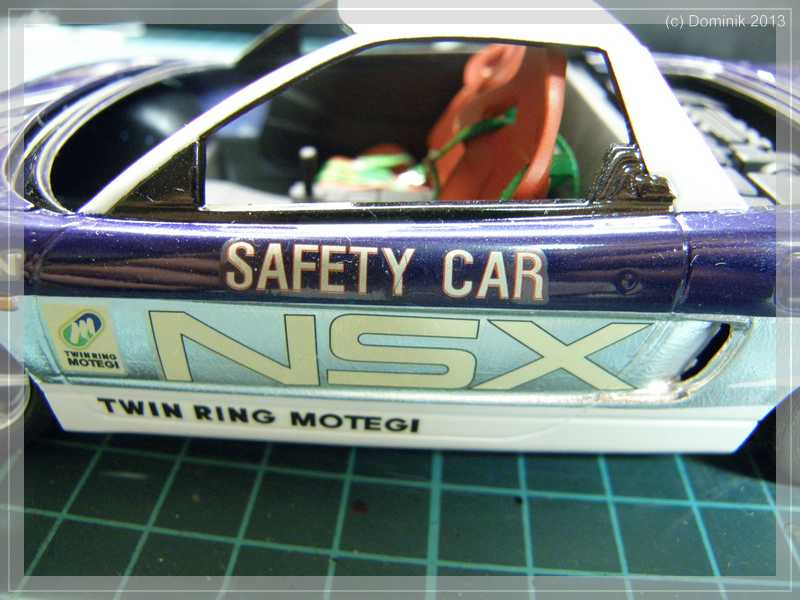 (c) Dominik 2013
SAFETY CAR
NSX
TWIN RING
MOTEGI
TWIN RING MOTEGI